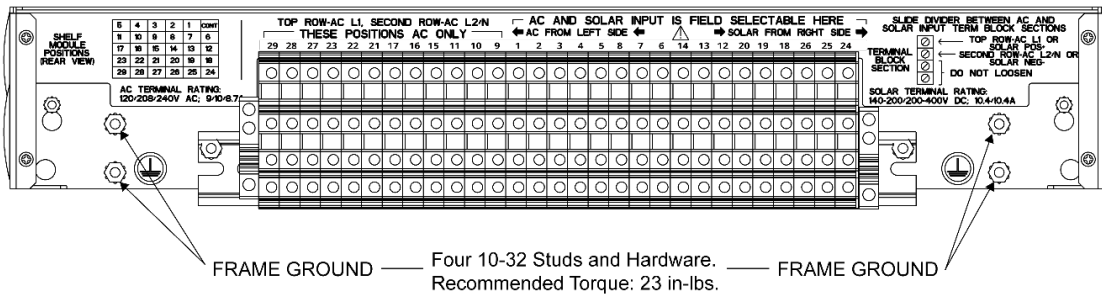 SHELF
MODULE
POSITIONS
(REAR VIEW)
5 4 3 2 1 CONT
11 10 9 8 7 6
17 16 15 14 13 12
23 22 21 20 19 18
29 28 27 26 25 24
AC TERMINAL RATING:
120/208/240V AC; 9/10/8.7A
TOP ROW-AC L1, SECOND ROW-AC L2/N
THESE POSITIONS AC ONLY
AC AND SOLAR INPUT IS FIELD SELECTABLE HERE
AC FROM LEFT SIDE
SOLAR FROM RIGHT SIDE
29 28 27 23 22 21 17 16 15 11 10 9 1 2 3 4 5 8 7 6 14 13 12 20 19 18 26 25 24
SLIDE DIVIDER BETWEEN AC AND
SOLAR INPUT TERM BLOCK SECTIONS
TERMINAL
BLOCK
SECTION
TOP ROW-AC L1 OR
SOLAR POS+
SECOND ROW-AC L2/N OR
SOLAR NEG-
DO NOT LOOSEN
SOLAR TERMINAL RATING:
140-200/200-400V DC; 10.4/10.4A
FRAME GROUND
Four 10-32 Studs and Hardware.
Recommended Torque: 23 in-lbs.
FRAME GROUND